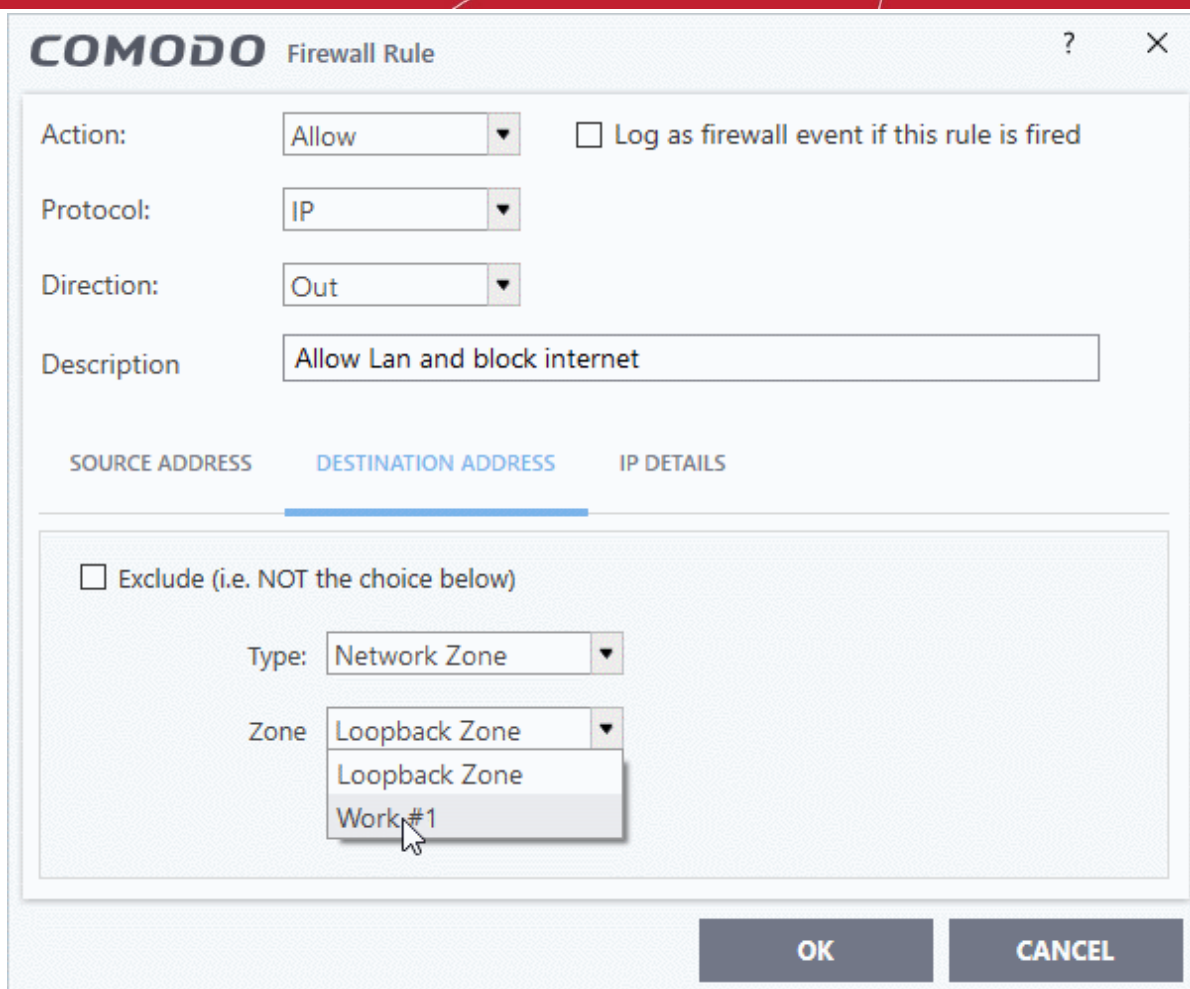 COMODO Firewall Rule ?
Action: Allow Log as firewall event if this rule is fired
Protocol: IP
Direction: Out
Description Allow Lan and block internet
SOURCE ADDRESS DESTINATION ADDRESS IP DETAILS
Exclude (i.e. NOT the choice below)
Type: Network Zone
Zone Loopback Zone
Loopback Zone
Work #1
OK CANCEL